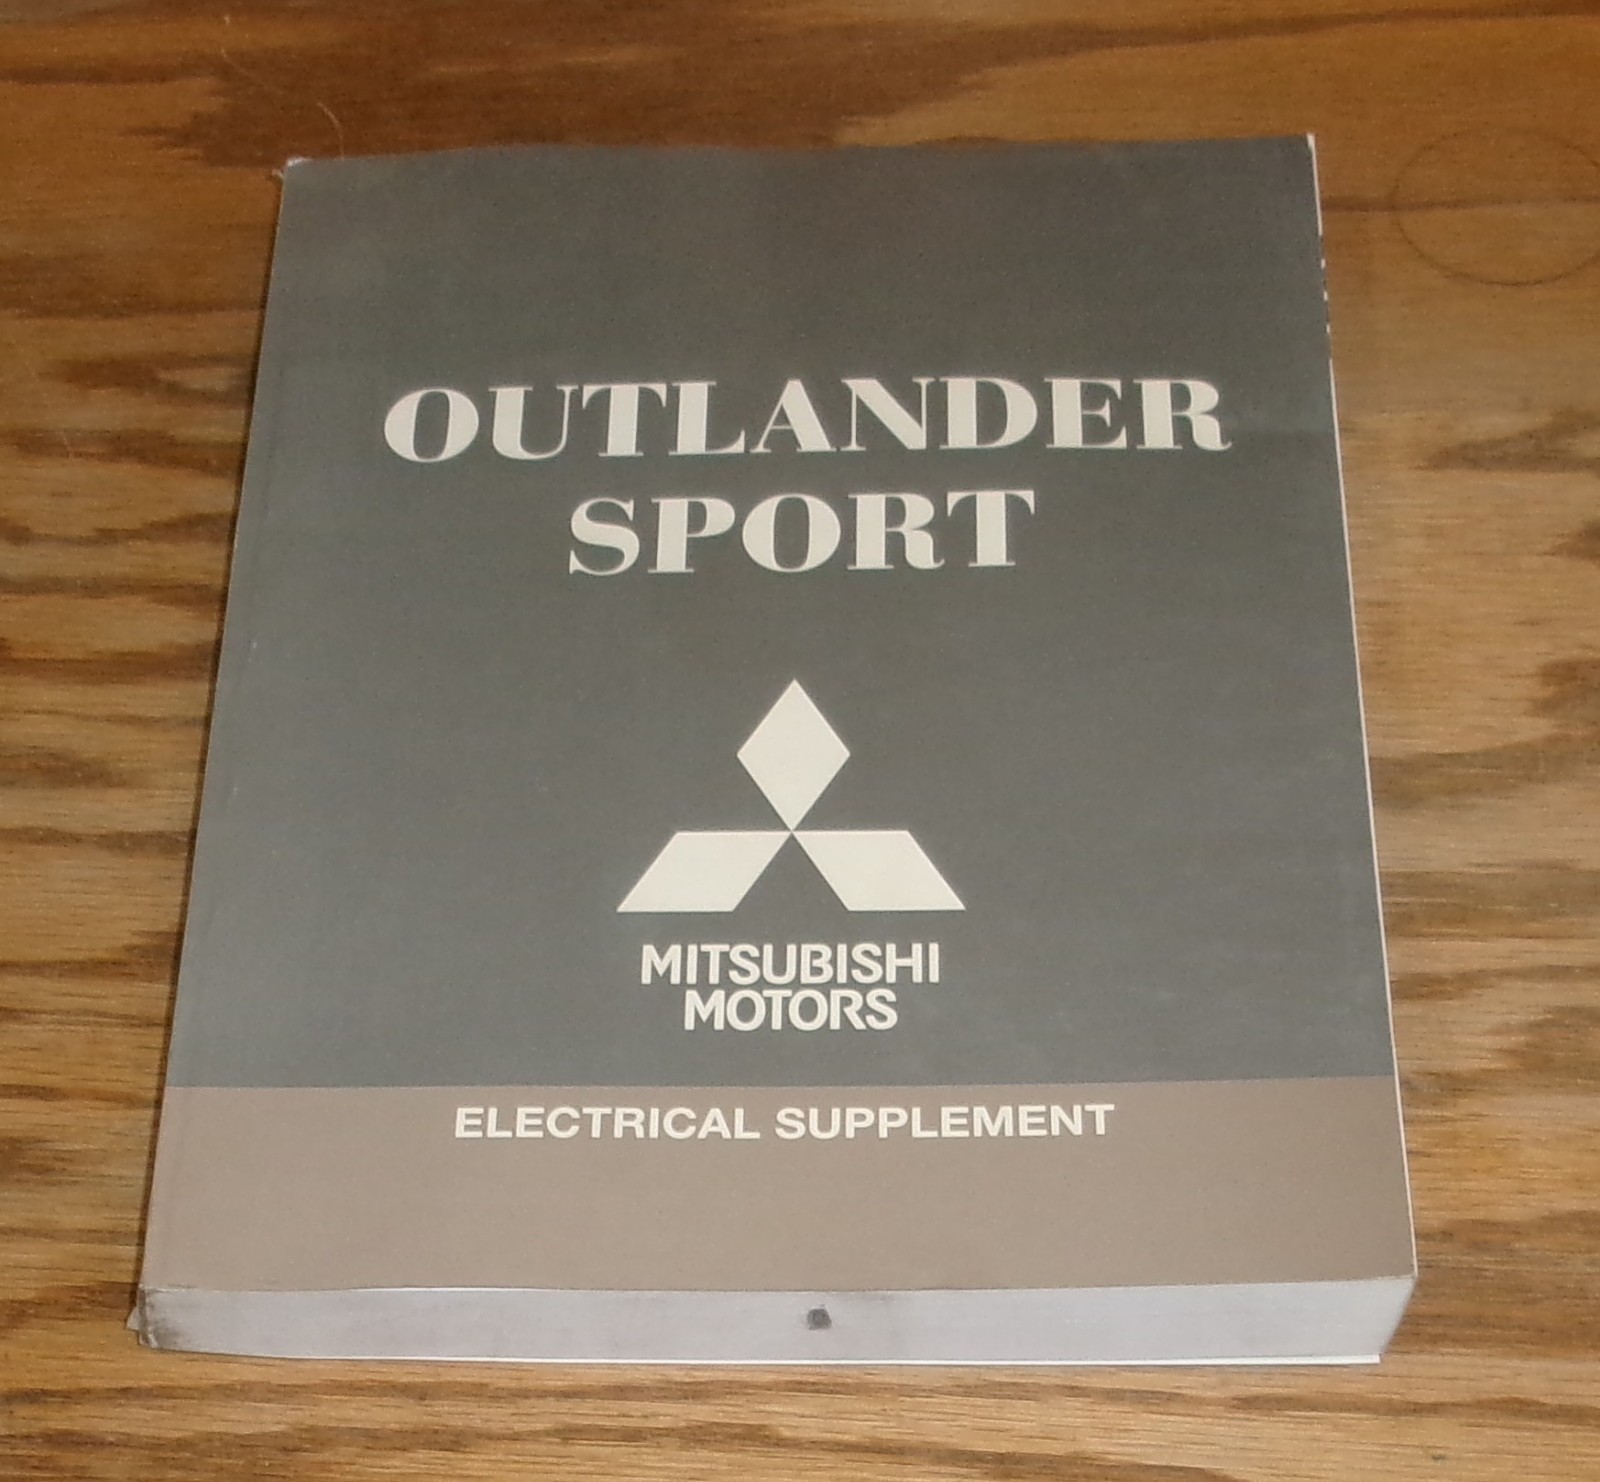 OUTLANDER
SPORT
MITSUBISHI
MOTORS
ELECTRICAL SUPPLEMENT